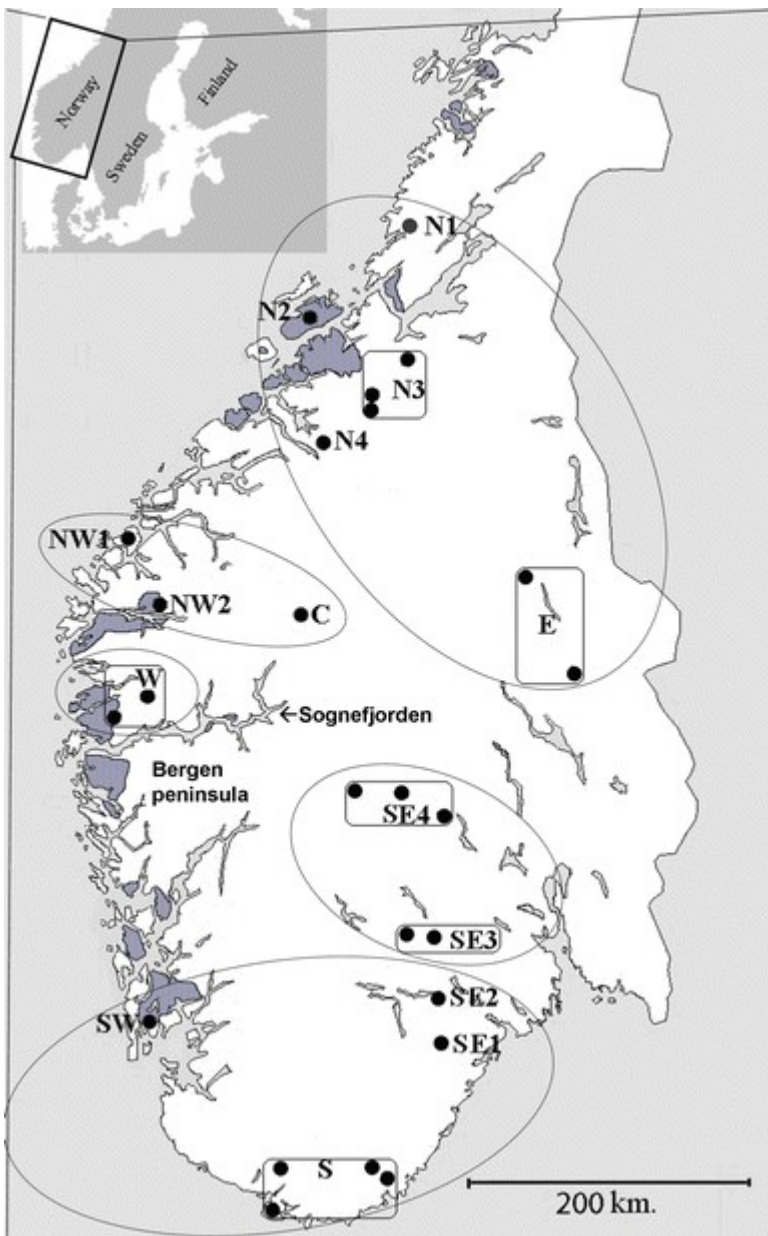 Norway
Sweden
Finland
N1
N2
N3
N4
NW1
NW2
C
E
W
←Sognefjorden
Bergen
peninsula
SE4
SE3
SE2
SW
SE1
S
200 km.